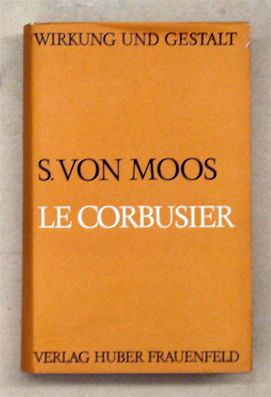 WIRKUNG UND GESTALT
S. VON MOOS
LE CORBUSIER
VERLAG HUBER FRAUENFELD